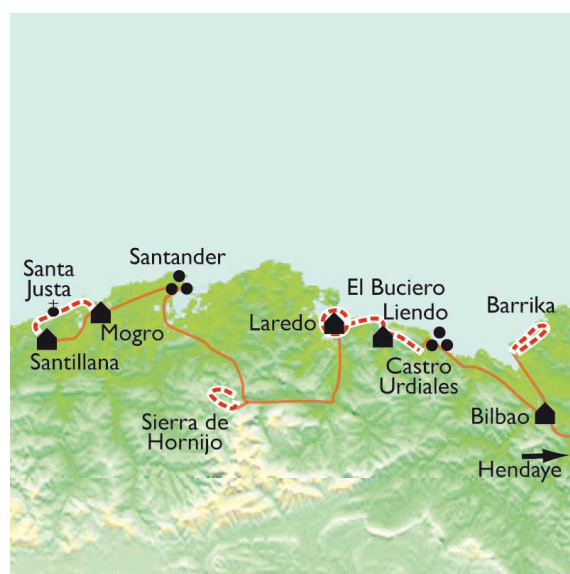 Santander
Santa
Justa
El Buciero
Liendo
Barrika
Laredo
Mogro
Santillana
Castro
Urdiales
Sierra de
Hornijo
Bilbao
Hendaye